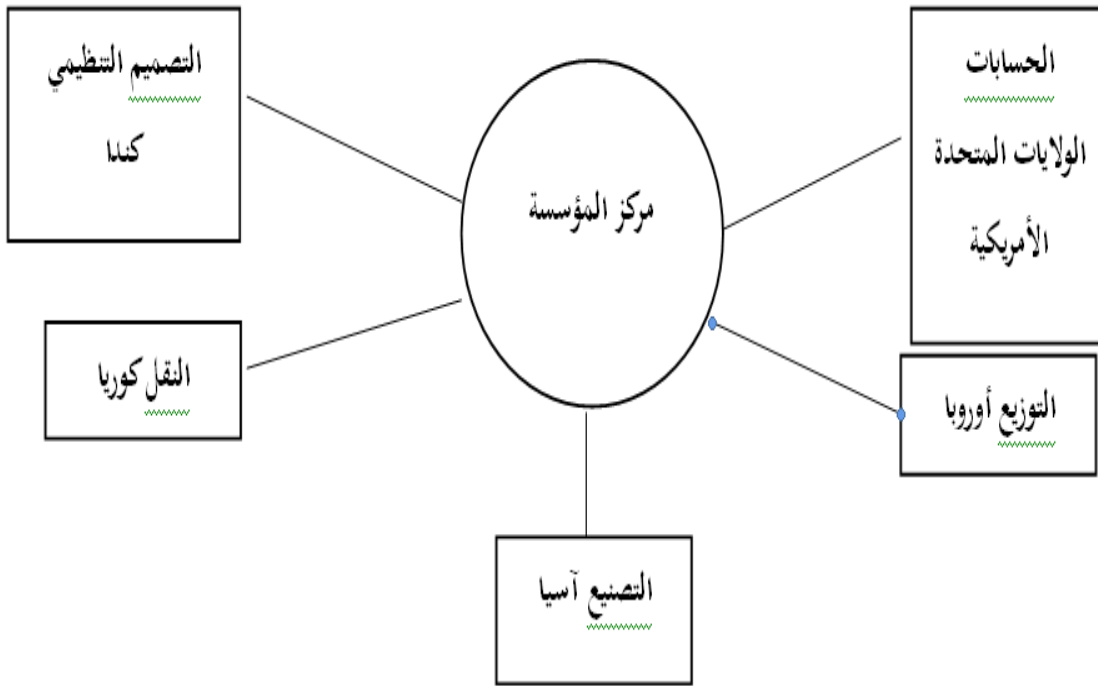 الحسابات
الولايات المتحدة
الأمريكية
التصميم التنظيمي
كندا
مركز المؤسسة
النقل كوريا
التوزيع أوروبا
التصنيع آسيا